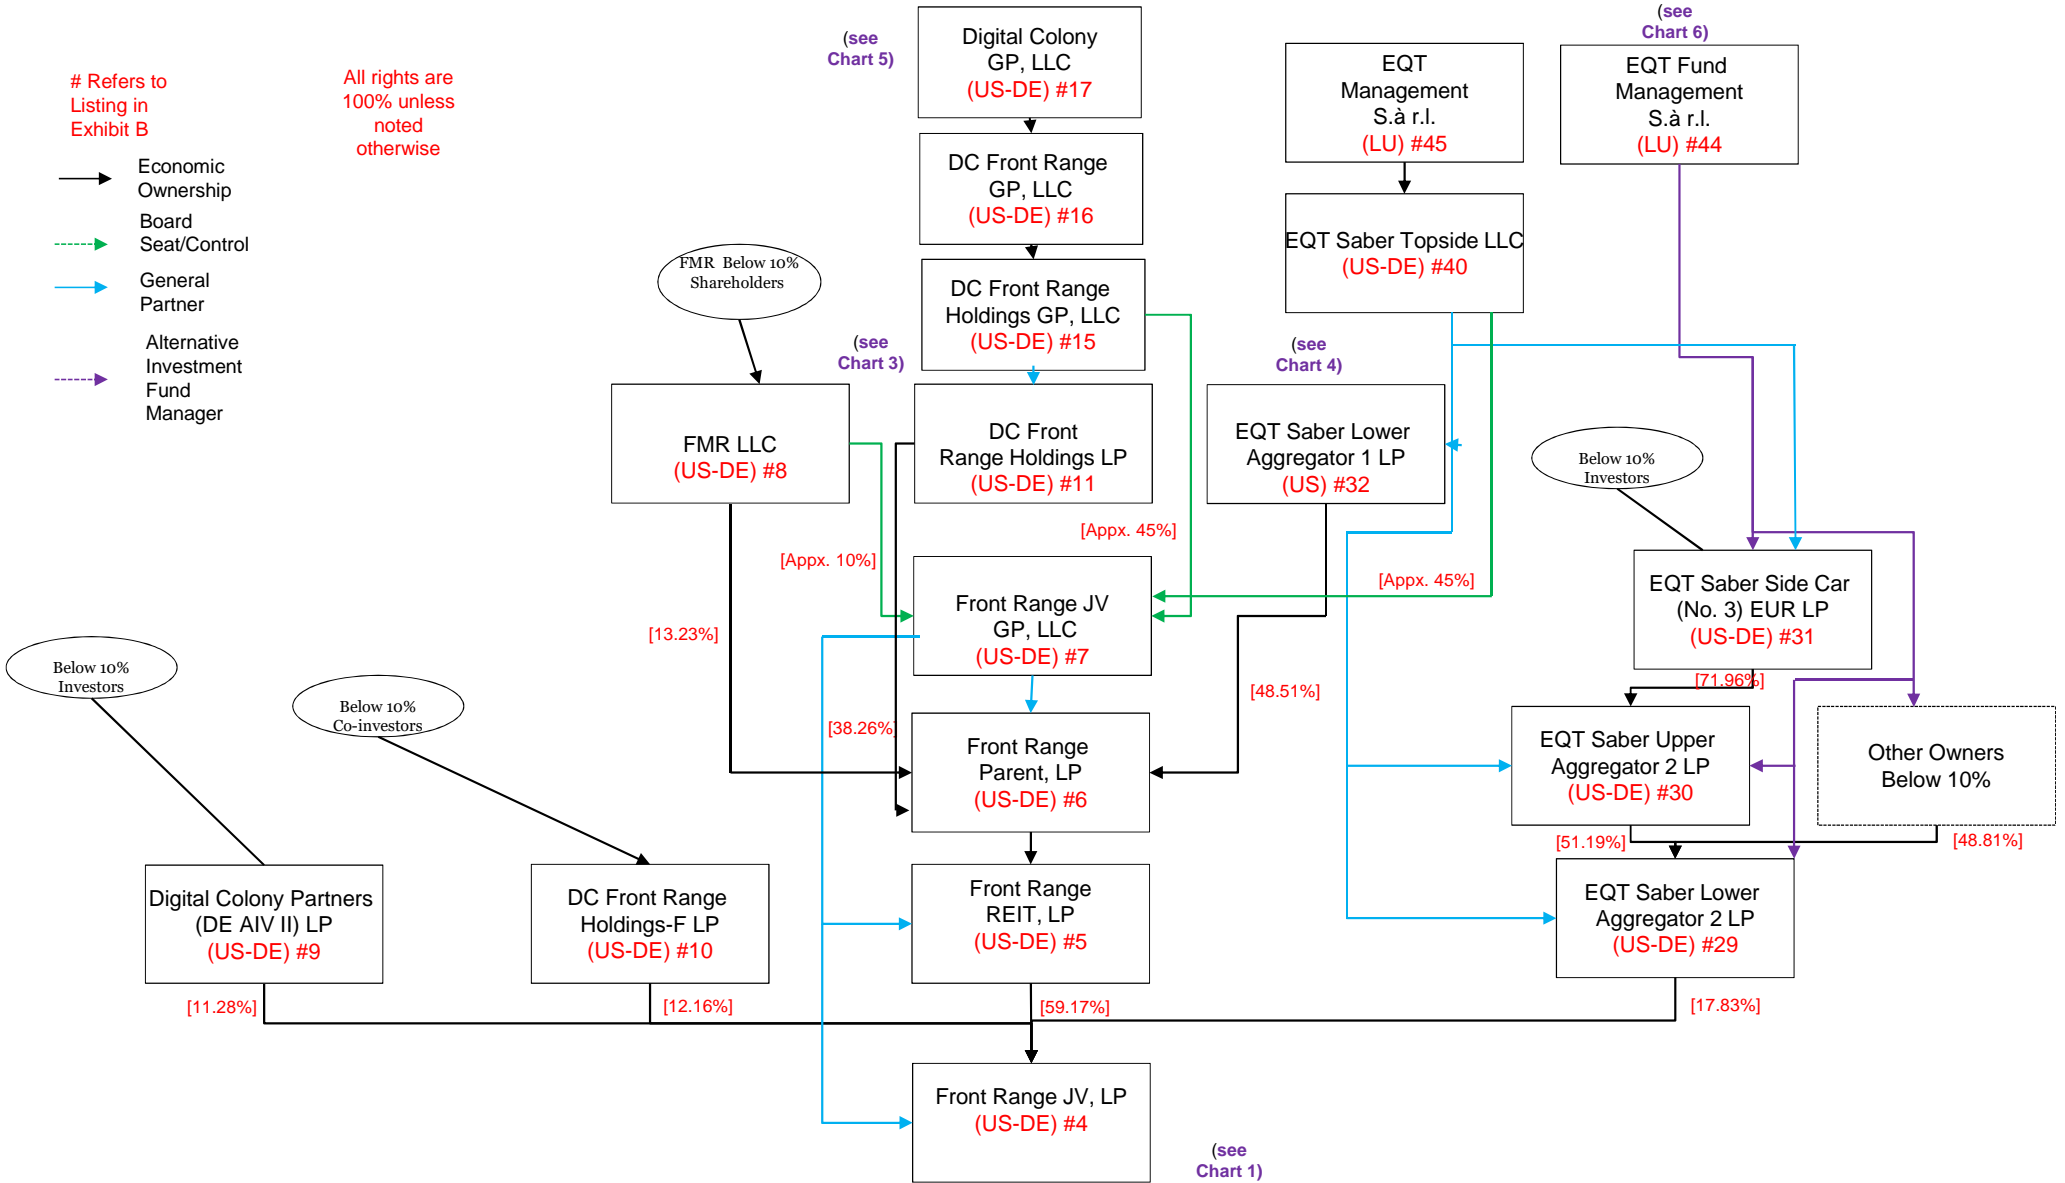 # Refers to
Listing in
Exhibit B
All rights are
100% unless
noted
otherwise
Economic
Ownership
Board
Seat/Control
General
Partner
Alternative
Investment
Fund
Manager
(see
Chart 5)
Digital Colony
GP, LLC
(US-DE) #17
EQT
Management
S.à r.l.
(LU) #45
(see
Chart 6)
EQT Fund
Management
S.à r.l.
(LU) #44
DC Front Range
GP, LLC
(US-DE) #16
EQT Saber Topside LLC
(US-DE) #40
FMR Below 10%
Shareholders
DC Front Range
Holdings GP, LLC
(US-DE) #15
(see
Chart 3)
(see
Chart 4)
FMR LLC
(US-DE) #8
DC Front
Range Holdings LP
(US-DE) #11
EQT Saber Lower
Aggregator 1 LP
(US) #32
Below 10%
Investors
[Appx. 10%]
[Appx. 45%]
[Appx. 45%]
Front Range JV
GP, LLC
(US-DE) #7
EQT Saber Side Car
(No. 3) EUR LP
(US-DE) #31
[13.23%]
[48.51%]
[71.96%]
Below 10%
Investors
Below 10%
Co-investors
[38.26%]
Front Range
Parent, LP
(US-DE) #6
EQT Saber Upper
Aggregator 2 LP
(US-DE) #30
Other Owners
Below 10%
[51.19%]
[48.81%]
Digital Colony Partners
(DE AIV II) LP
(US-DE) #9
DC Front Range
Holdings-F LP
(US-DE) #10
Front Range
REIT, LP
(US-DE) #5
EQT Saber Lower
Aggregator 2 LP
(US-DE) #29
[11.28%]
[12.16%]
[59.17%]
[17.83%]
Front Range JV, LP
(US-DE) #4
(see
Chart 1)